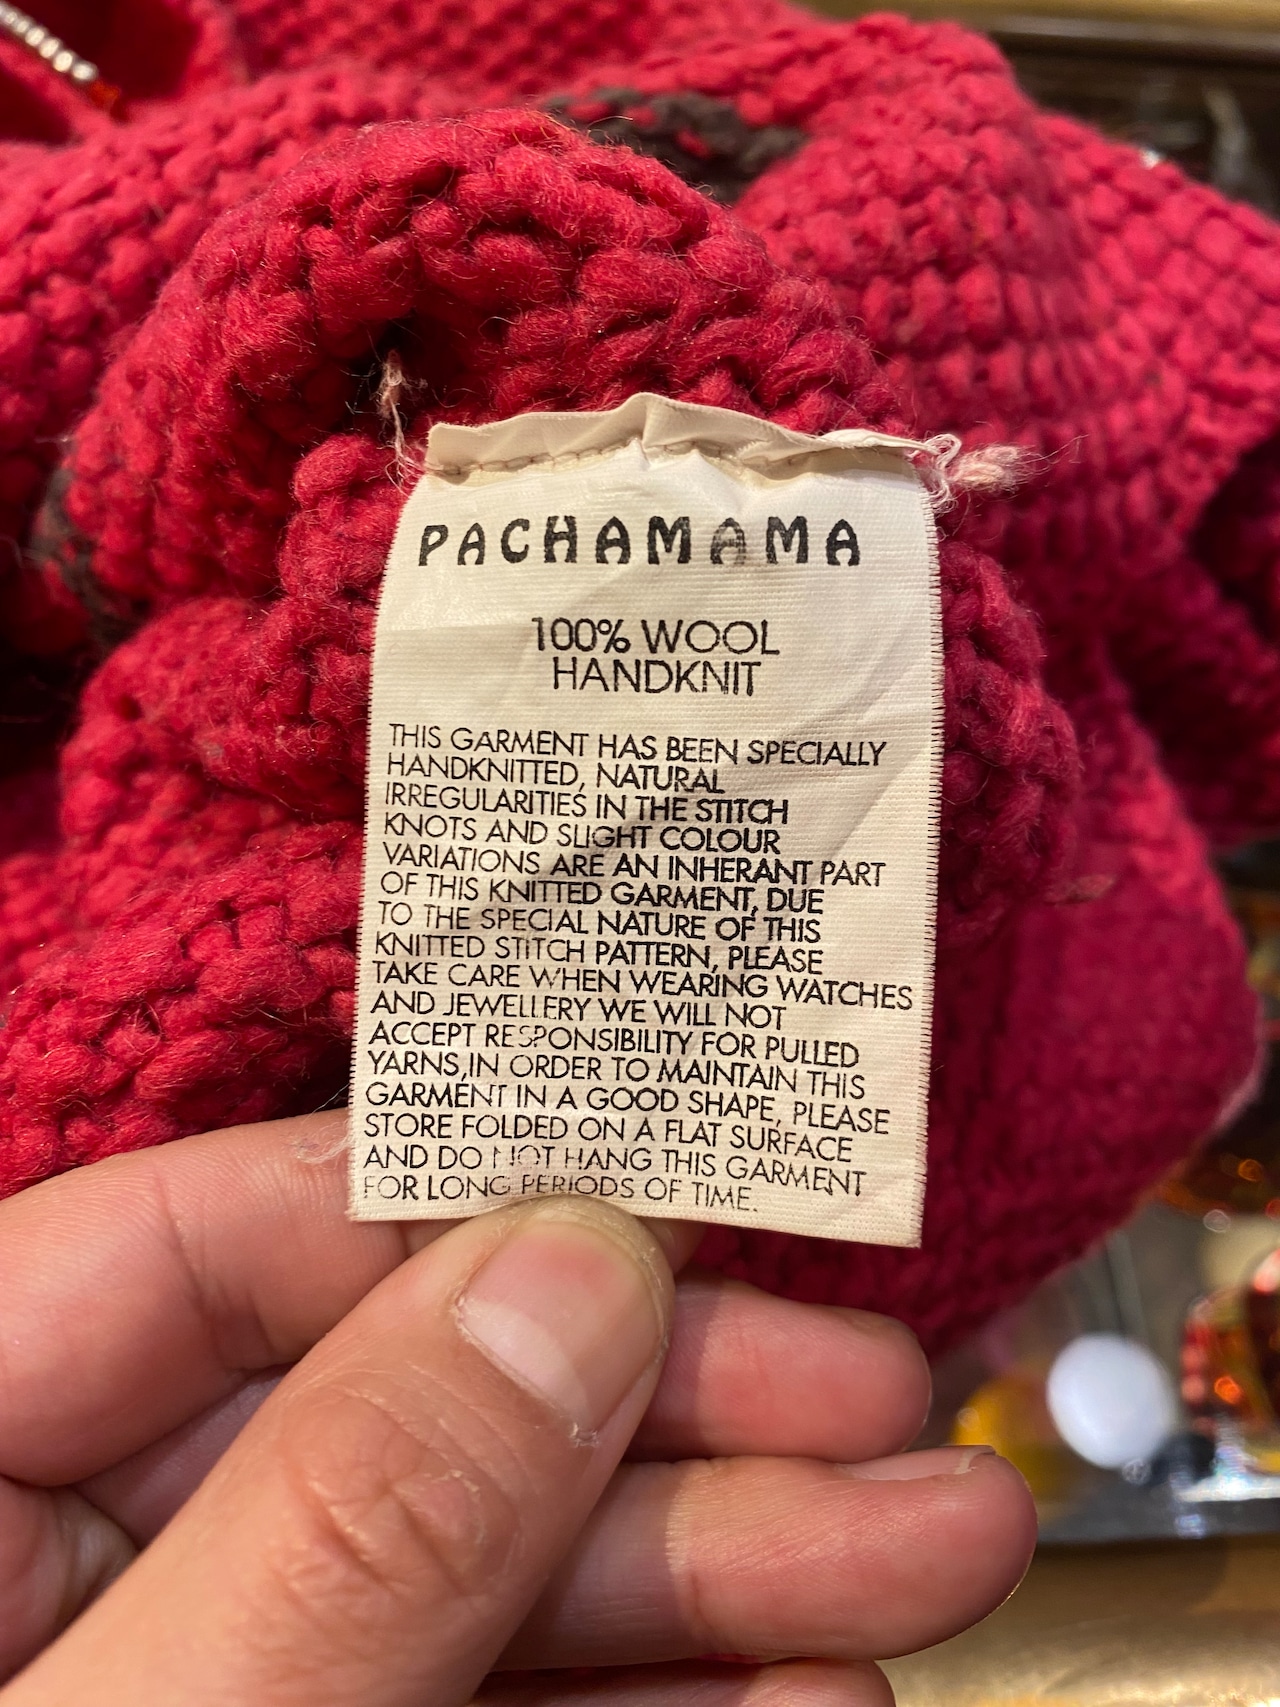 PACHAMAMA
100% WOOL
HANDKNIT
THIS GARMENT HAS BEEN SPECIALLY
HANDKNITTED, NATURAL
IRREGULARITIES IN THE STITCH
KNOTS AND SLIGHT COLOUR
VARIATIONS ARE AN INHERANT PART
OF THIS KNITTED GARMENT, DUE
TO THE SPECIAL NATURE OF THIS
KNITTED STITCH PATTERN, PLEASE
TAKE CARE WHEN WEARING WATCHES
AND JEWELLERY WE WILL NOT
ACCEPT RESPONSIBILITY FOR PULLED
YARNS,IN ORDER TO MAINTAIN THIS
GARMENT IN A GOOD SHAPE, PLEASE
STORE FOLDED ON A FLAT SURFACE
AND DO NOT HANG THIS GARMENT
FOR LONG PERIODS OF TIME.